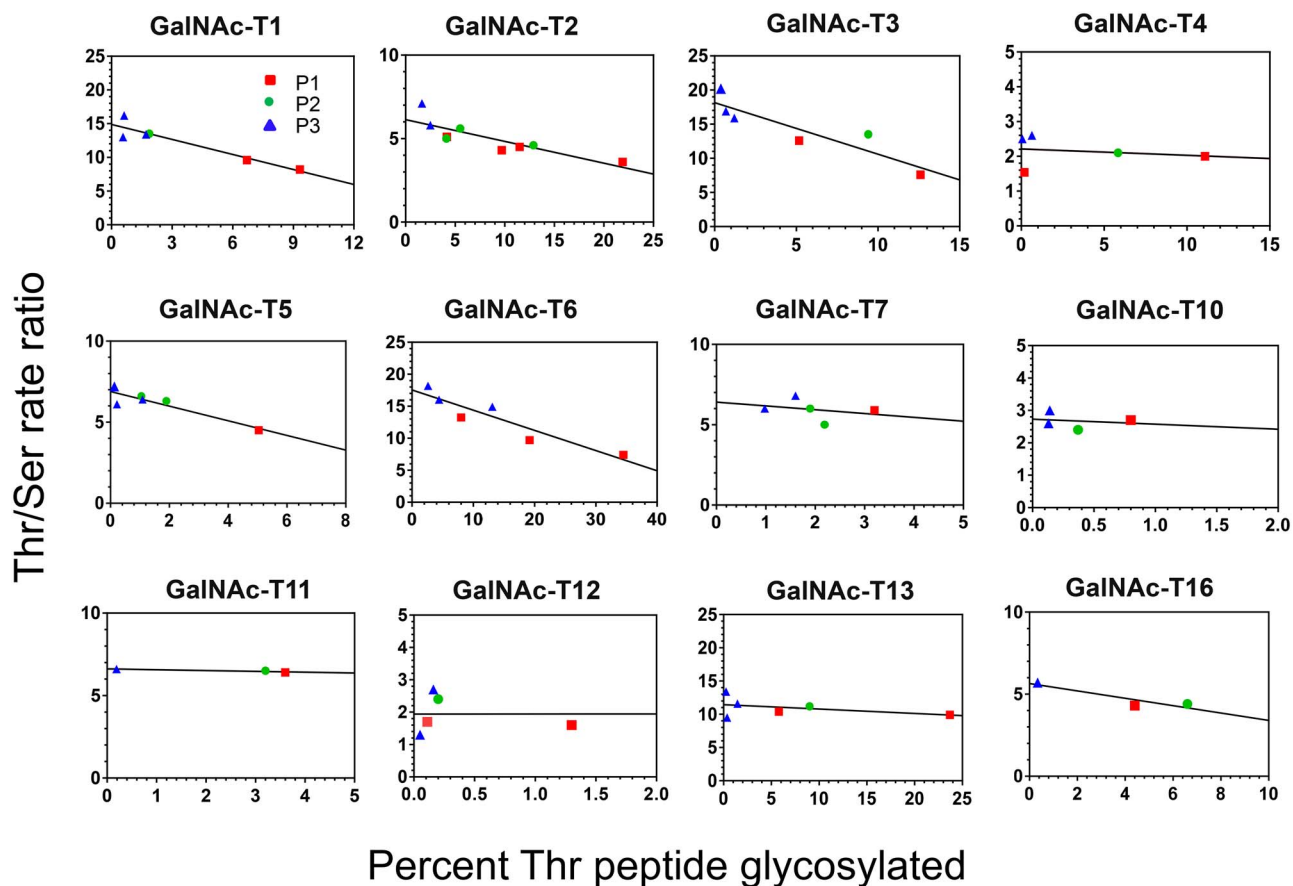 GalNAc-T1 GalNAc-T2 GalNAc-T3 GalNAc-T4
25 20 15 10 5 0
P1
P2
P3
0 3 6 9 12
10 5 0
0 5 10 15 20 25
25 20 15 10 5 0
0 5 10 15
5 4 3 2 1 0
0 5 10 15
Thr/Ser rate ratio
GalNAc-T5 GalNAc-T6 GalNAc-T7 GalNAc-T10
10 5 0
0 2 4 6 8
25 20 15 10 5 0
0 10 20 30 40
10 5 0
0 1 2 3 4 5
5 4 3 2 1 0
0.0 0.5 1.0 1.5 2.0
GalNAc-T11 GalNAc-T12 GalNAc-T13 GalNAc-T16
10 5 0
0 1 2 3 4 5
5 4 3 2 1 0
0.0 0.5 1.0 1.5 2.0
25 20 15 10 5 0
0 5 10 15 20 25
10 5 0
0 2 4 6 8 10
Percent Thr peptide glycosylated